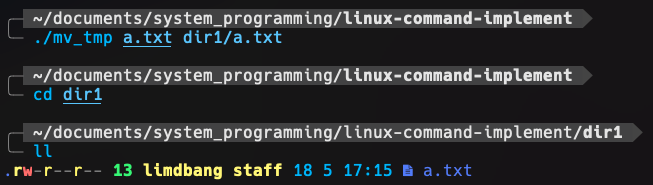 ~/documents/system_programming/linux-command-implement
./mv_tmp a.txt dir1/a.txt
~/documents/system_programming/linux-command-implement
cd dir1
~/documents/system_programming/linux-command-implement/dir1
ll
.rw-r--r-- 13 limdbang staff 18 5 17:15 a.txt